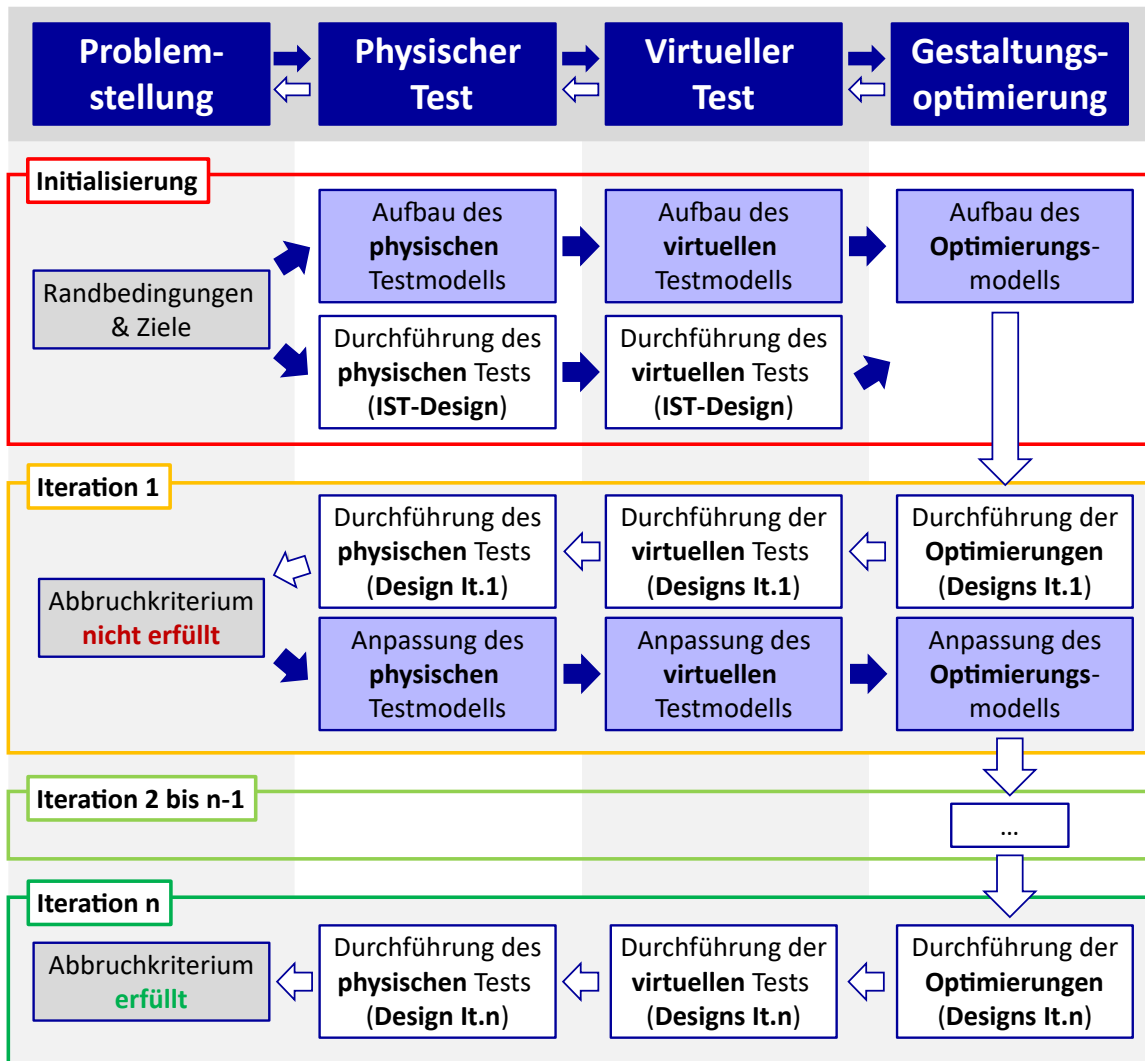 Problem-
stellung
Physischer
Test
Virtueller
Test
Gestaltungs-
optimierung
Initialisierung
Randbedingungen
& Ziele
Aufbau des
physischen
Testmodells
Aufbau des
virtuellen
Testmodells
Aufbau des
Optimierungs-
modells
Durchführung des
physischen Tests
(IST-Design)
Durchführung des
virtuellen Tests
(IST-Design)
Iteration 1
Durchführung des
physischen Tests
(Design It.1)
Durchführung der
virtuellen Tests
(Designs It.1)
Durchführung der
Optimierungen
(Designs It.1)
Abbruchkriterium
nicht erfüllt
Anpassung des
physischen
Testmodells
Anpassung des
virtuellen
Testmodells
Anpassung des
Optimierungs-
modells
Iteration 2 bis n-1
...
Iteration n
Abbruchkriterium
erfüllt
Durchführung des
physischen Tests
(Design It.n)
Durchführung der
virtuellen Tests
(Designs It.n)
Durchführung der
Optimierungen
(Designs It.n)